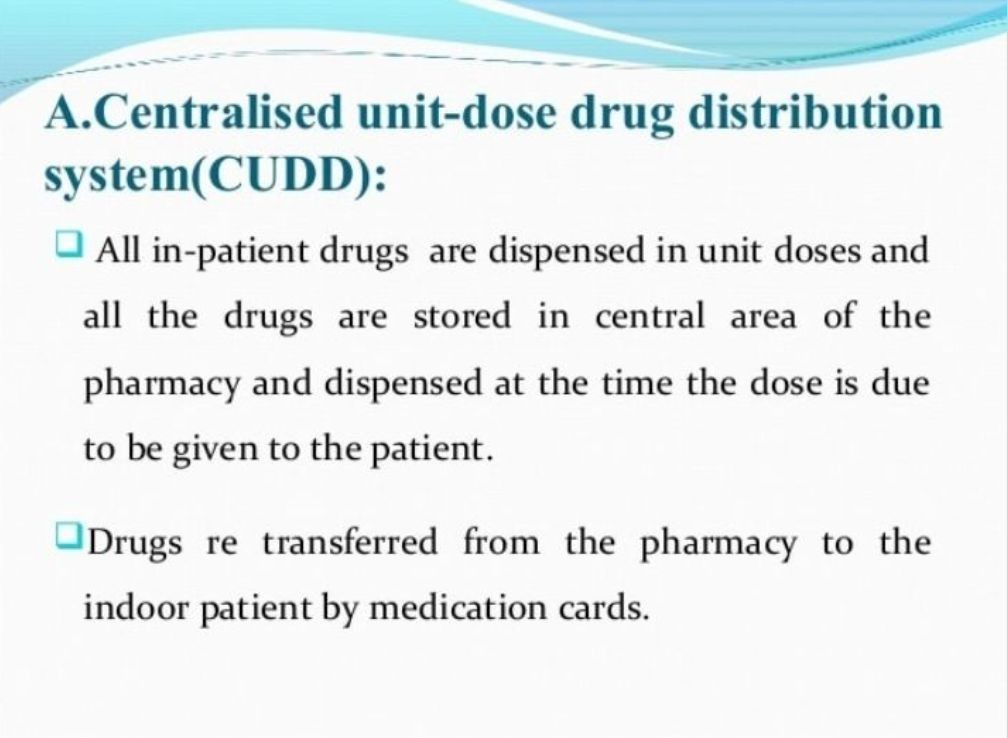 A.Centralised unit-dose drug distribution
system(CUDD):
All in-patient drugs are dispensed in unit doses and
all the drugs are stored in central area of the
pharmacy and dispensed at the time the dose is due
to be given to the patient.
Drugs re transferred from the pharmacy to the
indoor patient by medication cards.